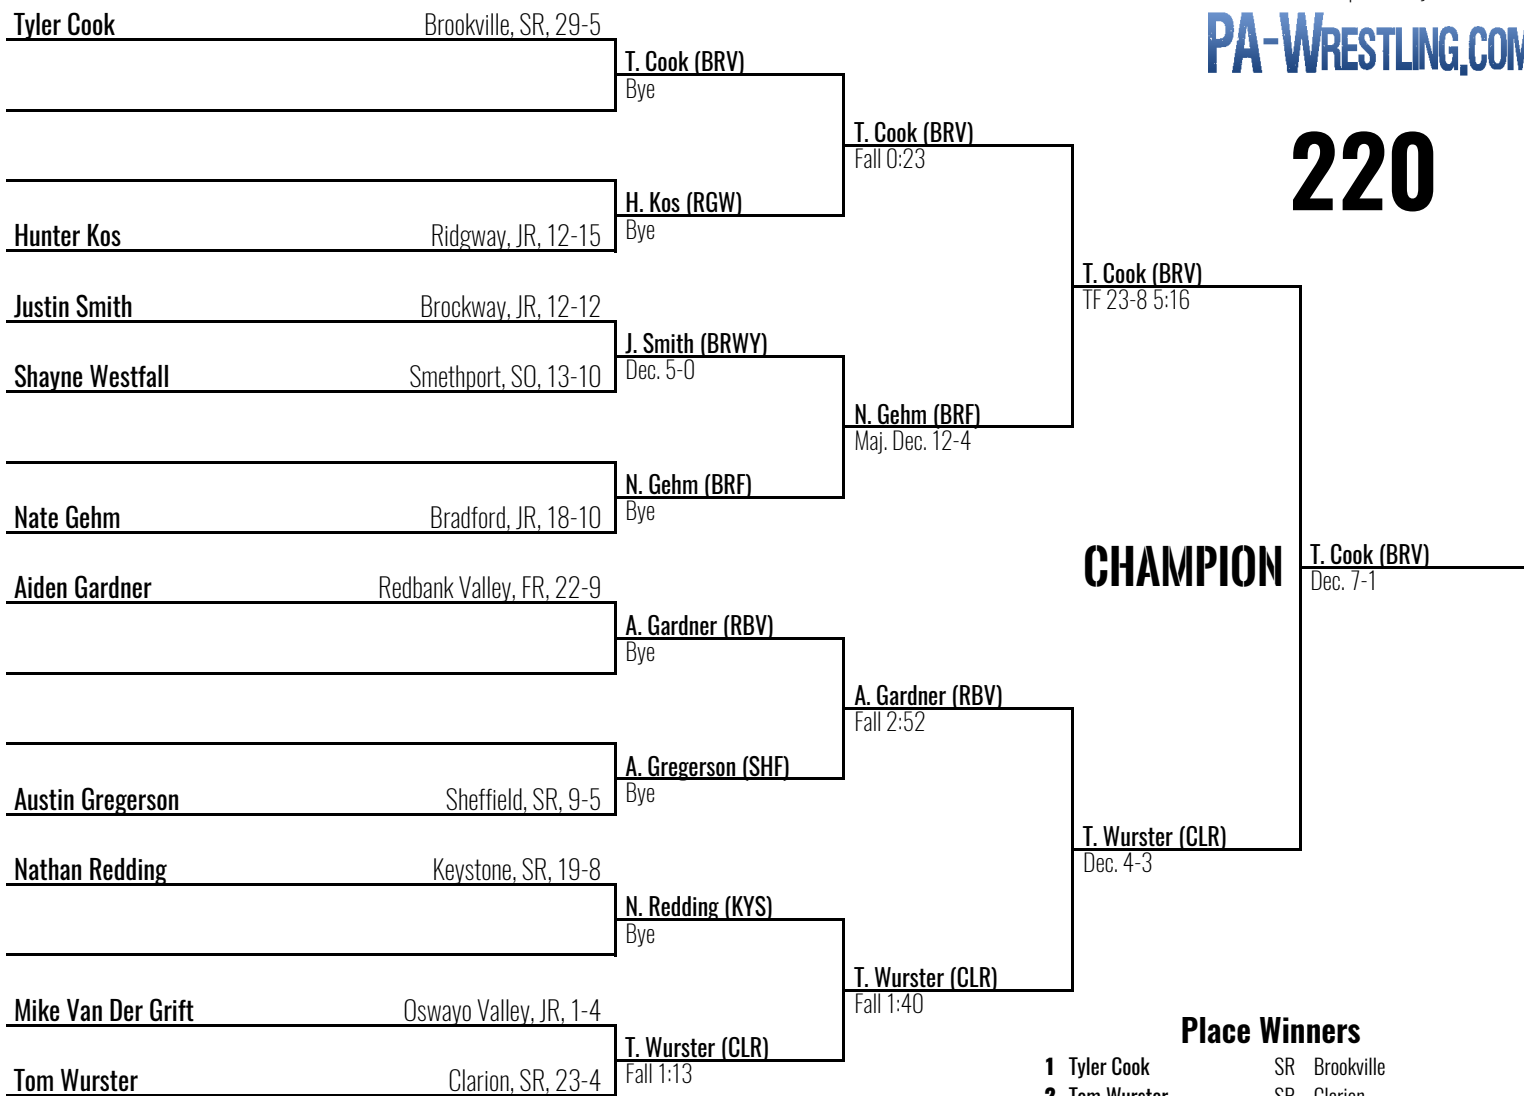 Tyler Cook Brookville, SR, 29-5
T. Cook (BRV)
Bye
T. Cook (BRV)
Fall 0:23
H. Kos (RGW)
Bye
Hunter Kos Ridgway, JR, 12-15
PA-WRESTLING.COM
220
T. Cook (BRV)
TF 23-8 5:16
Justin Smith Brockway, JR, 12-12
J. Smith (BRWY)
Dec. 5-0
Shayne Westfall Smethport, SO, 13-10
N. Gehm (BRF)
Maj. Dec. 12-4
N. Gehm (BRF)
Bye
Nate Gehm Bradford, JR, 18-10
CHAMPION
T. Cook (BRV)
Dec. 7-1
Aiden Gardner Redbank Valley, FR, 22-9
A. Gardner (RBV)
Bye
A. Gardner (RBV)
Fall 2:52
A. Gregerson (SHF)
Bye
Austin Gregerson Sheffield, SR, 9-5
T. Wurster (CLR)
Dec. 4-3
Nathan Redding Keystone, SR, 19-8
N. Redding (KYS)
Bye
T. Wurster (CLR)
Fall 1:40
Mike Van Der Grift Oswayo Valley, JR, 1-4
T. Wurster (CLR)
Fall 1:13
Tom Wurster Clarion, SR, 23-4
Place Winners
1 Tyler Cook SR Brookville
2 Tom Wurster SR Clarion